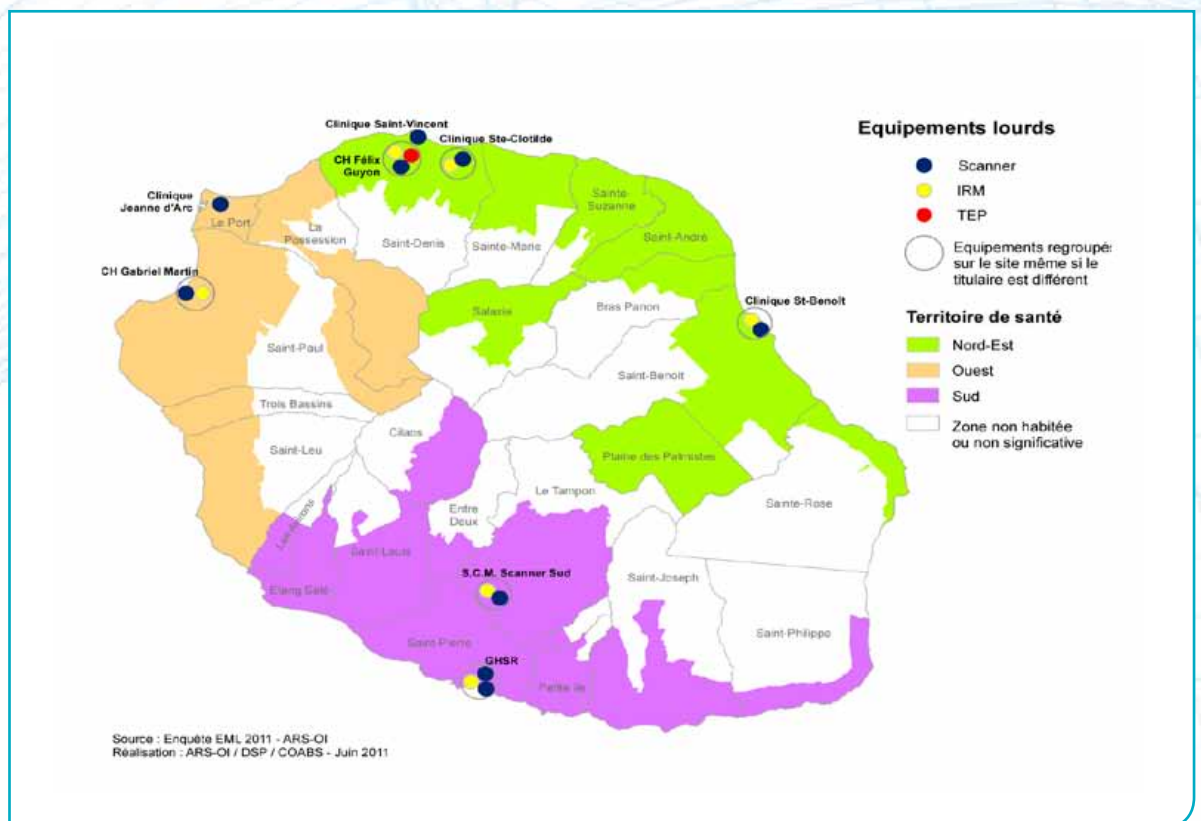 Clinique Saint-Vincent
Clinique Ste-Clotilde
CH Félix
Guyon
Clinique
Jeanne d'Arc
Le Port
La
Possession
Saint-Denis
Sainte-Marie
Sainte-
Suzanne
Saint-André
CH Gabriel Martin
Salazie
Bras Panon
Clinique St-Benoît
Saint-Paul
Saint-Benoit
Trois Bassins
Cilaos
Saint-Leu
Plaine des Palmistes
Le Tampon
Sainte-Rose
Les Avirons
Entre
Deux
Saint-Louis
S.C.M. Scanner Sud
Saint-Joseph
Etang Salé
Saint-Philippe
Saint-Pierre
GHSR
Petite Ile
Equipements lourds
Scanner
IRM
TEP
Equipements regroupés
sur le site même si le
titulaire est différent
Territoire de santé
Nord-Est
Ouest
Sud
Zone non habitée
ou non significative
Source : Enquête EML 2011 - ARS-OI
Réalisation : ARS-OI / DSP / COABS - Juin 2011